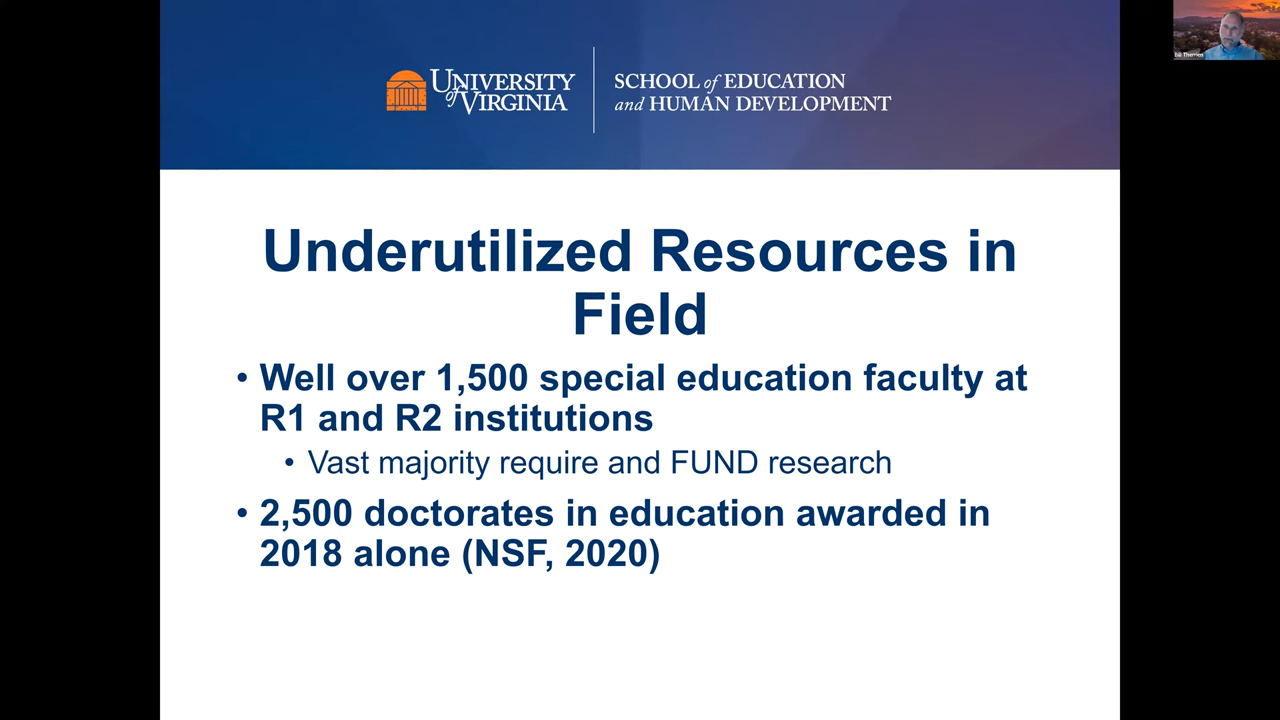 UNIVERSITY of VIRGINIA
SCHOOL of EDUCATION
and HUMAN DEVELOPMENT
Underutilized Resources in
Field
• Well over 1,500 special education faculty at
R1 and R2 institutions
• Vast majority require and FUND research
• 2,500 doctorates in education awarded in
2018 alone (NSF, 2020)